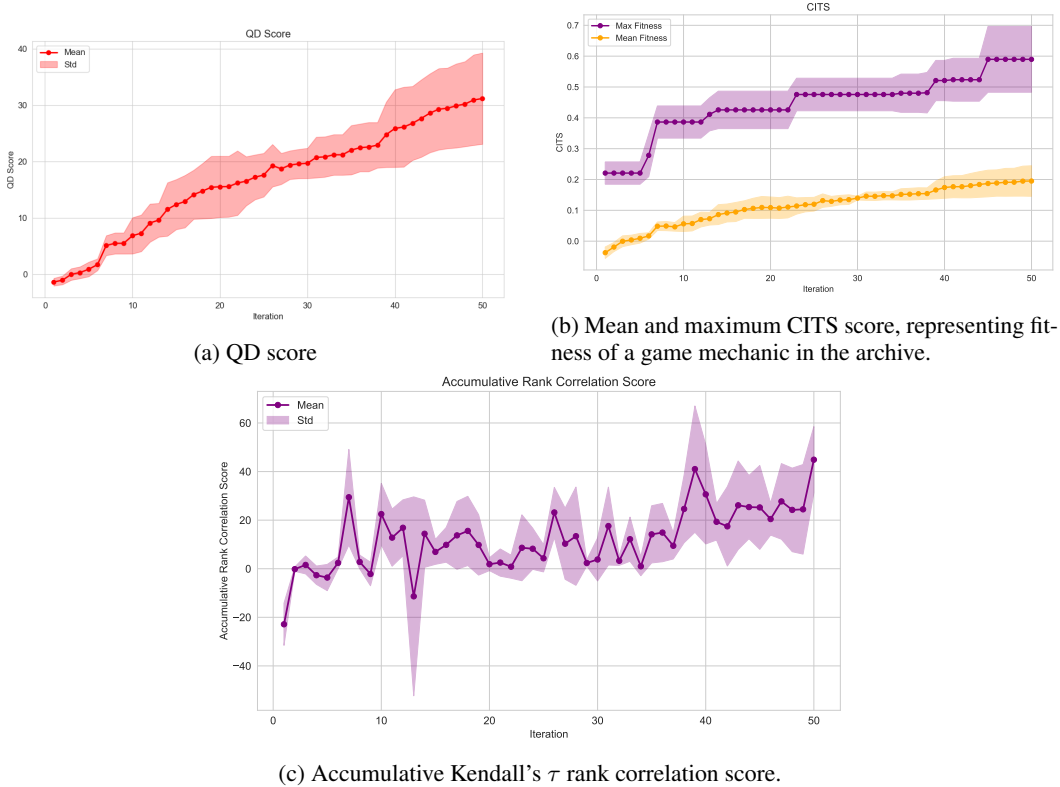 QD Score
Mean
Std
40
30
20
10
0
QD Score
0 10 20 30 40 50
Iteration
(a) QD score
CITS
Max Fitness
Mean Fitness
0.7
0.6
0.5
0.4
0.3
0.2
0.1
0.0
CITS
0 10 20 30 40 50
Iteration
(b) Mean and maximum CITS score, representing fit-
ness of a game mechanic in the archive.
Accumulative Rank Correlation Score
Mean
Std
60
40
20
0
−20
−40
Accumulative Rank Correlation Score
0 10 20 30 40 50
Iteration
(c) Accumulative Kendall's τ rank correlation score.